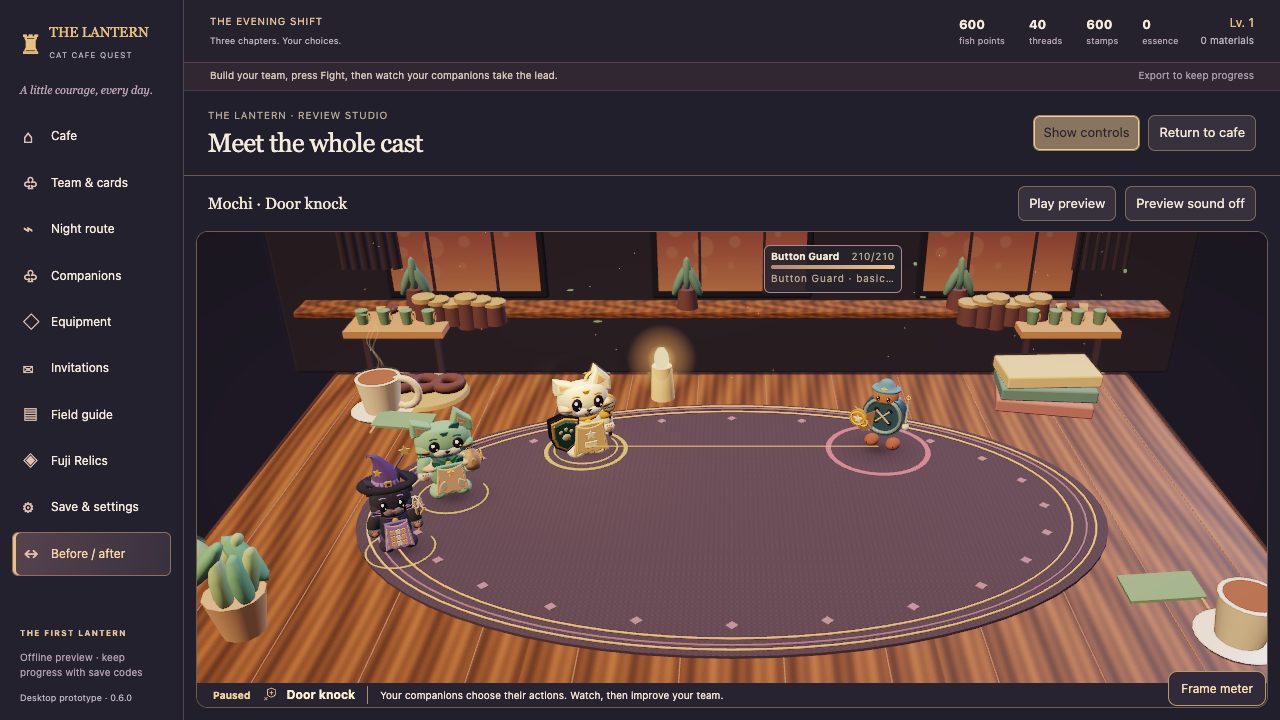 THE LANTERN
CAT CAFE QUEST
A little courage, every day.
Cafe
Team & cards
Night route
Companions
Equipment
Invitations
Field guide
Fuji Relics
Save & settings
Before / after
THE FIRST LANTERN
Offline preview · keep
progress with save codes
Desktop prototype · 0.6.0
THE EVENING SHIFT
Three chapters. Your choices.
600 40 600 0 Lv. 1
fish points threads stamps essence 0 materials
Build your team, press Fight, then watch your companions take the lead. Export to keep progress
THE LANTERN · REVIEW STUDIO
Meet the whole cast
Show controls Return to cafe
Mochi · Door knock Play preview Preview sound off
Button Guard 210/210
Button Guard · basic…
Paused Door knock Your companions choose their actions. Watch, then improve your team.
Frame meter